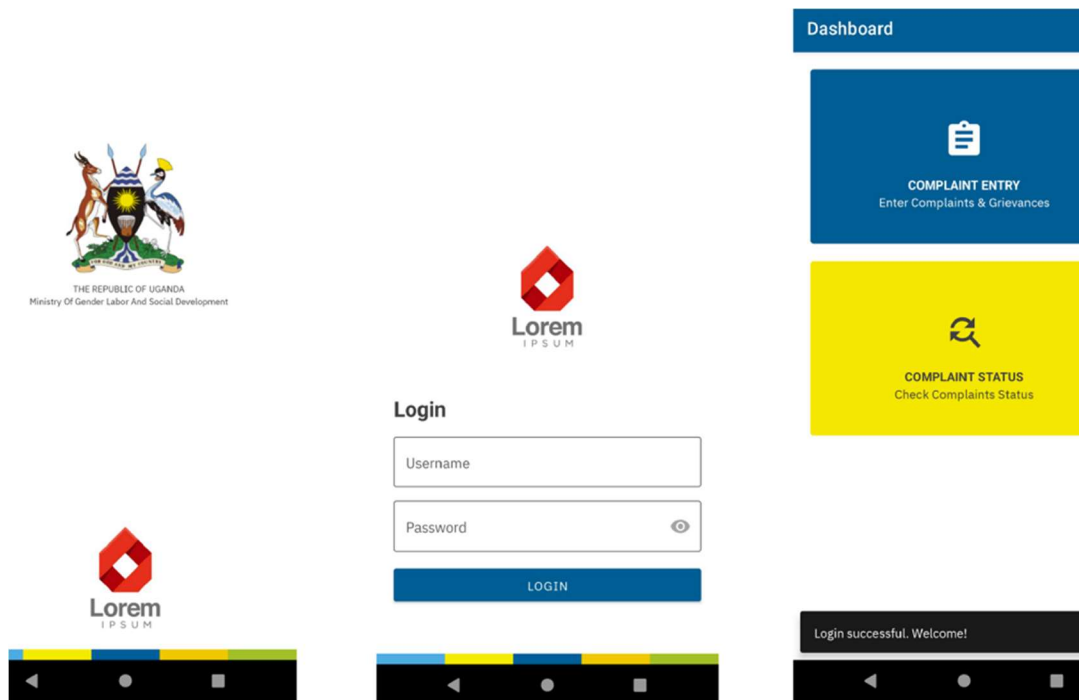 FOR GOD AND MY COUNTRY
THE REPUBLIC OF UGANDA
Ministry Of Gender Labor And Social Development
Lorem
IPSUM
Lorem
IPSUM
Login
Username
Password
LOGIN
Dashboard
COMPLAINT ENTRY
Enter Complaints & Grievances
COMPLAINT STATUS
Check Complaints Status
Login successful. Welcome!